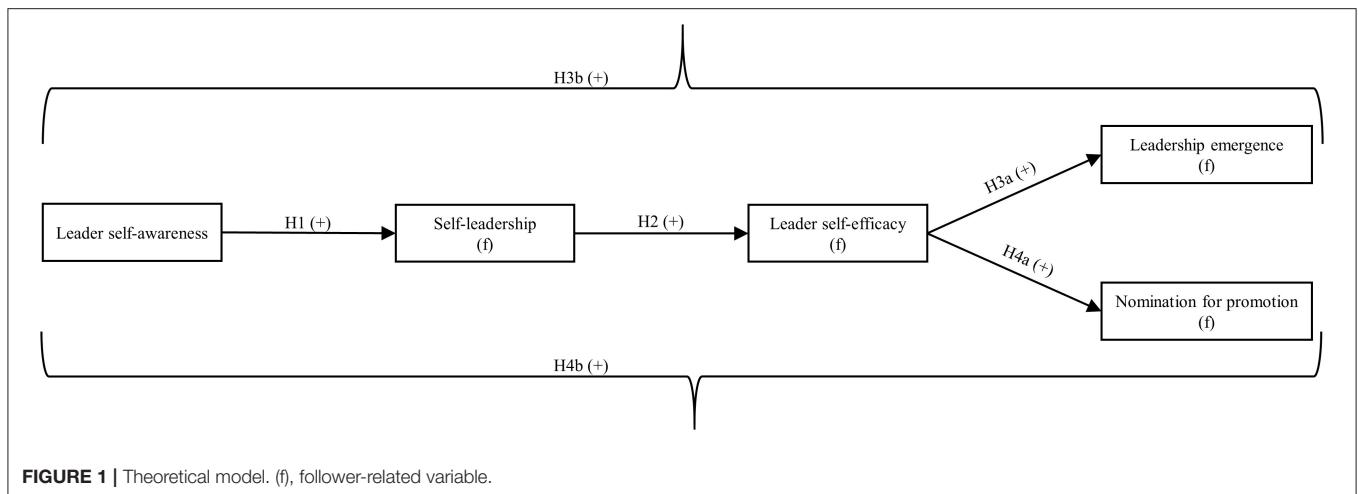 H3b (+)
Leadership emergence
(f)
H3a (+)
Leader self-awareness
H1 (+)
Self-leadership
(f)
H2 (+)
Leader self-efficacy
(f)
H4a (+)
Nomination for promotion
(f)
H4b (+)
FIGURE 1 | Theoretical model. (f), follower-related variable.